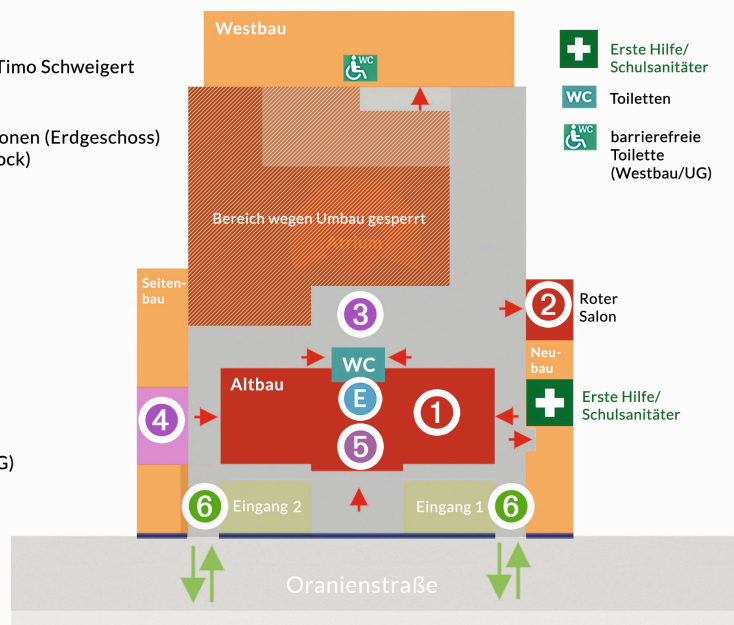 Timo Schweigert
onen (Erdgeschoss)
ock)
G)
Westbau
WC
Erste Hilfe/
Schulsanitäter
WC
Toiletten
WC
barrierefreie
Toilette
(Westbau/UG)
Bereich wegen Umbau gesperrt
Atrium
Seiten-
bau
3
2
Roter
Salon
Neu-
bau
WC
Altbau
E
1
4
5
Erste Hilfe/
Schulsanitäter
6
Eingang 2
Eingang 1
6
Oranienstraße